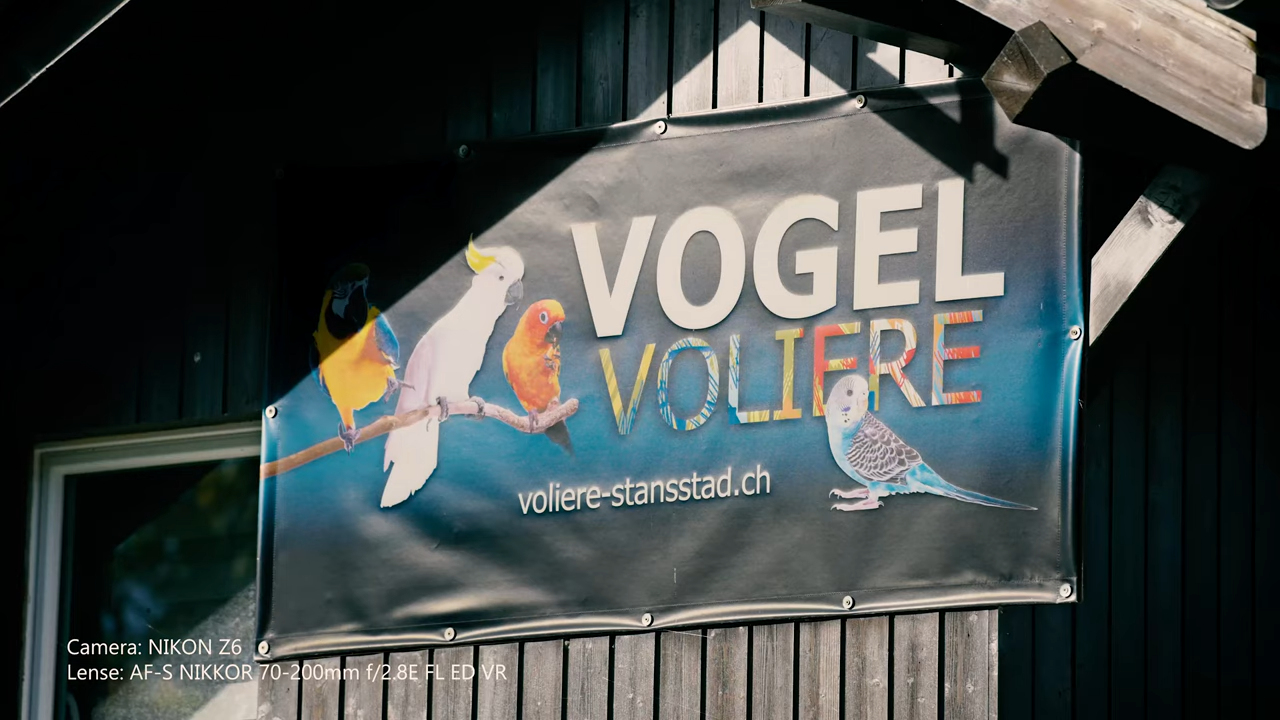 VOGEL
VOLIERE
voliere-stansstad.ch
Camera: NIKON Z6
Lense: AF-S NIKKOR 70-200mm f/2.8E FL ED VR